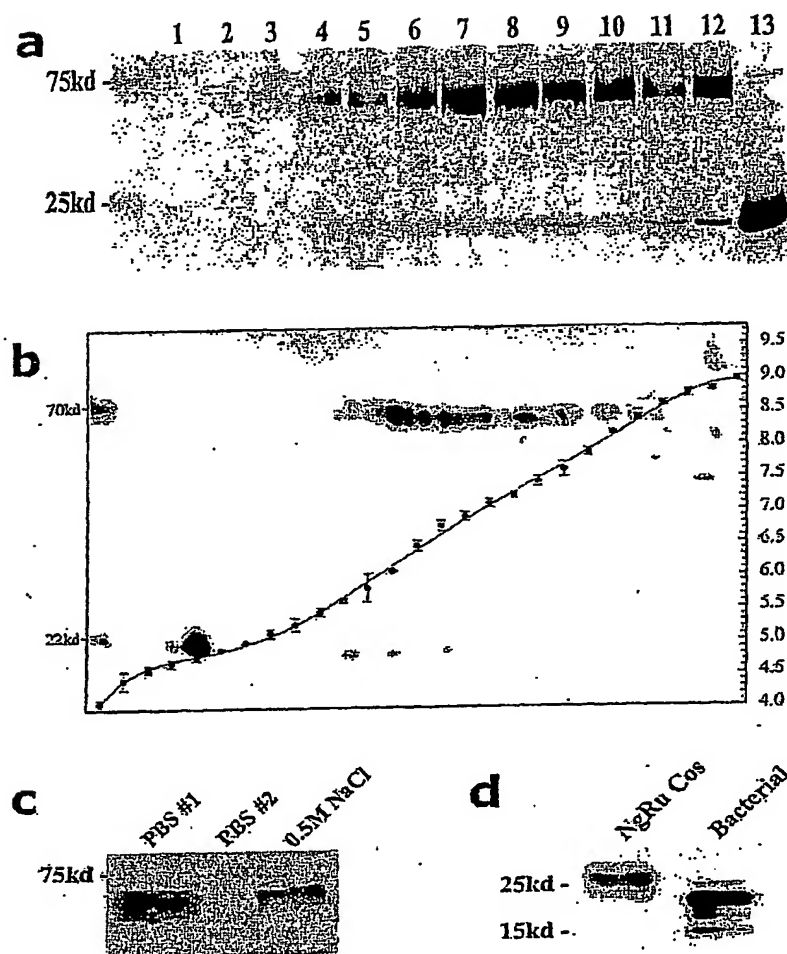 a
1 2 3 4 5 6 7 8 9 10 11 12 13
75kd
25kd
b
9.5
9.0
70kd
8.5
8.0
7.5
7.0
6.5
6.0
5.5
22kd
5.0
4.5
4.0
c
PBS #1 PBS #2 0.5M NaCl
75kd
d
NgRu Cos Bacterial
25kd -
15kd -